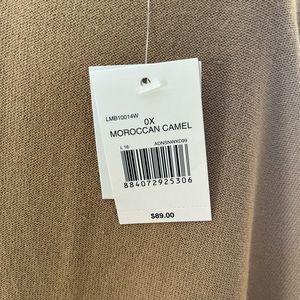 LMB10014W
0X
MOROCCAN CAMEL
L 16 ADNSNWXD99
884072925306
$89.00